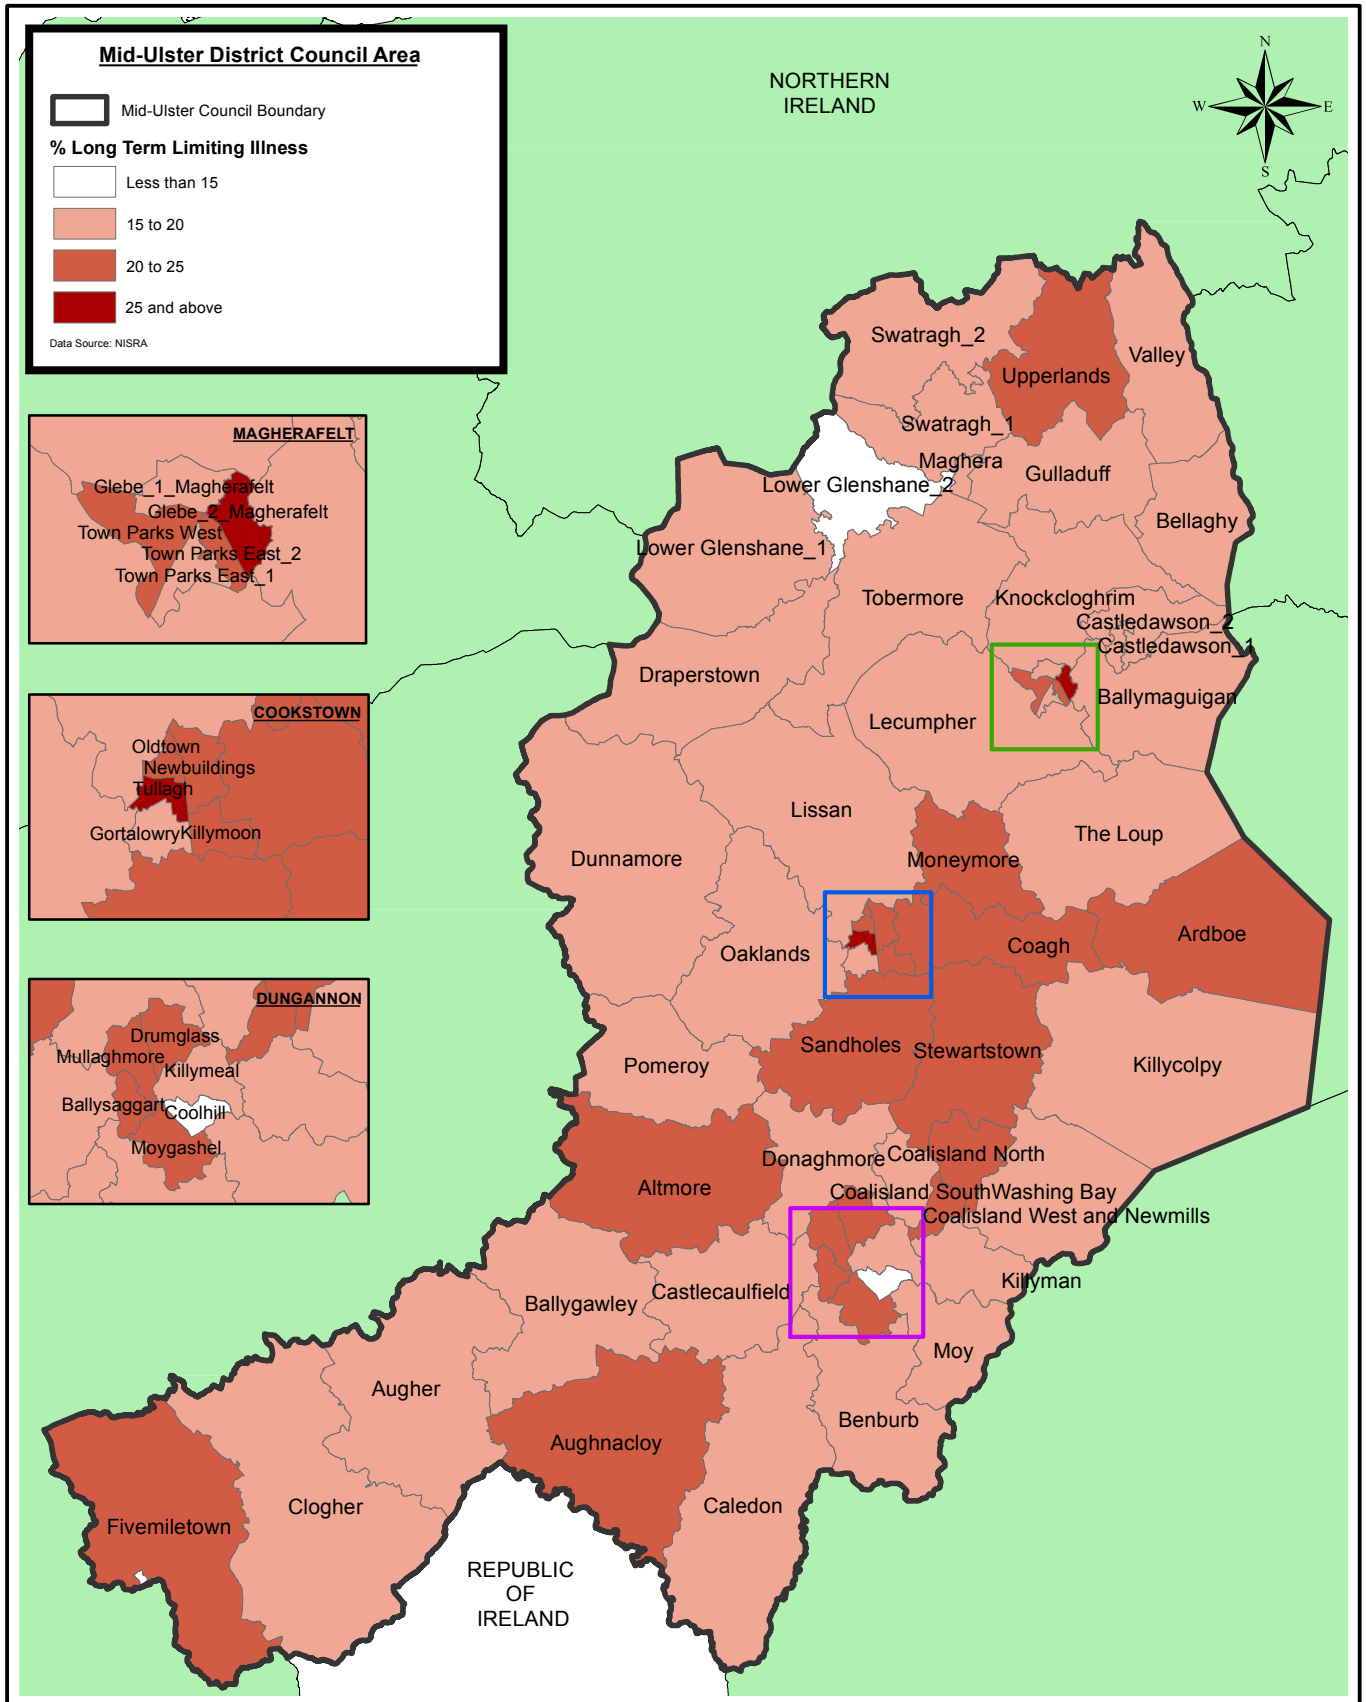 Mid-Ulster District Council Area
Mid-Ulster Council Boundary
% Long Term Limiting Illness
Less than 15
15 to 20
20 to 25
25 and above
Data Source: NISRA
NORTHERN
IRELAND
N
W
E
S
MAGHERAFELT
Glebe_1_Magherafelt
Glebe_2_Magherafelt
Town Parks West
Town Parks East_2
Town Parks East_1
COOKSTOWN
Oldtown
Newbuildings
Tullagh
Gortalowry
Killymoon
DUNGANNON
Drumglass
Mullaghmore
Killymeal
Ballysaggart
Coolhill
Moygashel
Swatragh_2
Valley
Upperlands
Swatragh_1
Maghera
Gulladuff
Lower Glenshane_2
Bellaghy
Lower Glenshane_1
Tobermore
Knockcloghrim
Castledawson_2
Castledawson_1
Draperstown
Ballymaguigan
Lecumpher
Lissan
The Loup
Dunnamore
Moneymore
Ardboe
Coagh
Oaklands
Sandholes
Stewartstown
Pomeroy
Killycolpy
Donaghmore
Coalisland North
Altmore
Coalisland South
Washing Bay
Coalisland West and Newmills
Killyman
Castlecaulfield
Ballygawley
Moy
Augher
Benburb
Aughnacloy
Caledon
Clogher
Fivemiletown
REPUBLIC
OF
IRELAND